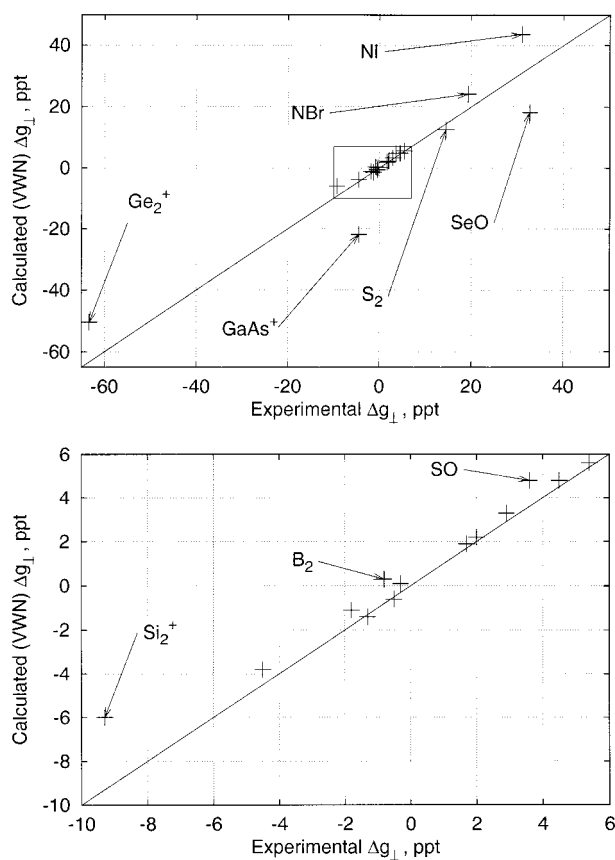 Calculated (VWN) Δg⊥, ppt
40
20
0
-20
-40
-60
-60 -40 -20 0 20 40
Experimental Δg⊥, ppt
NI
NBr
Ge2+
SeO
S2
GaAs+
Calculated (VWN) Δg⊥, ppt
6
4
2
0
-2
-4
-6
-8
-10
-10 -8 -6 -4 -2 0 2 4 6
Experimental Δg⊥, ppt
SO
B2
Si2+